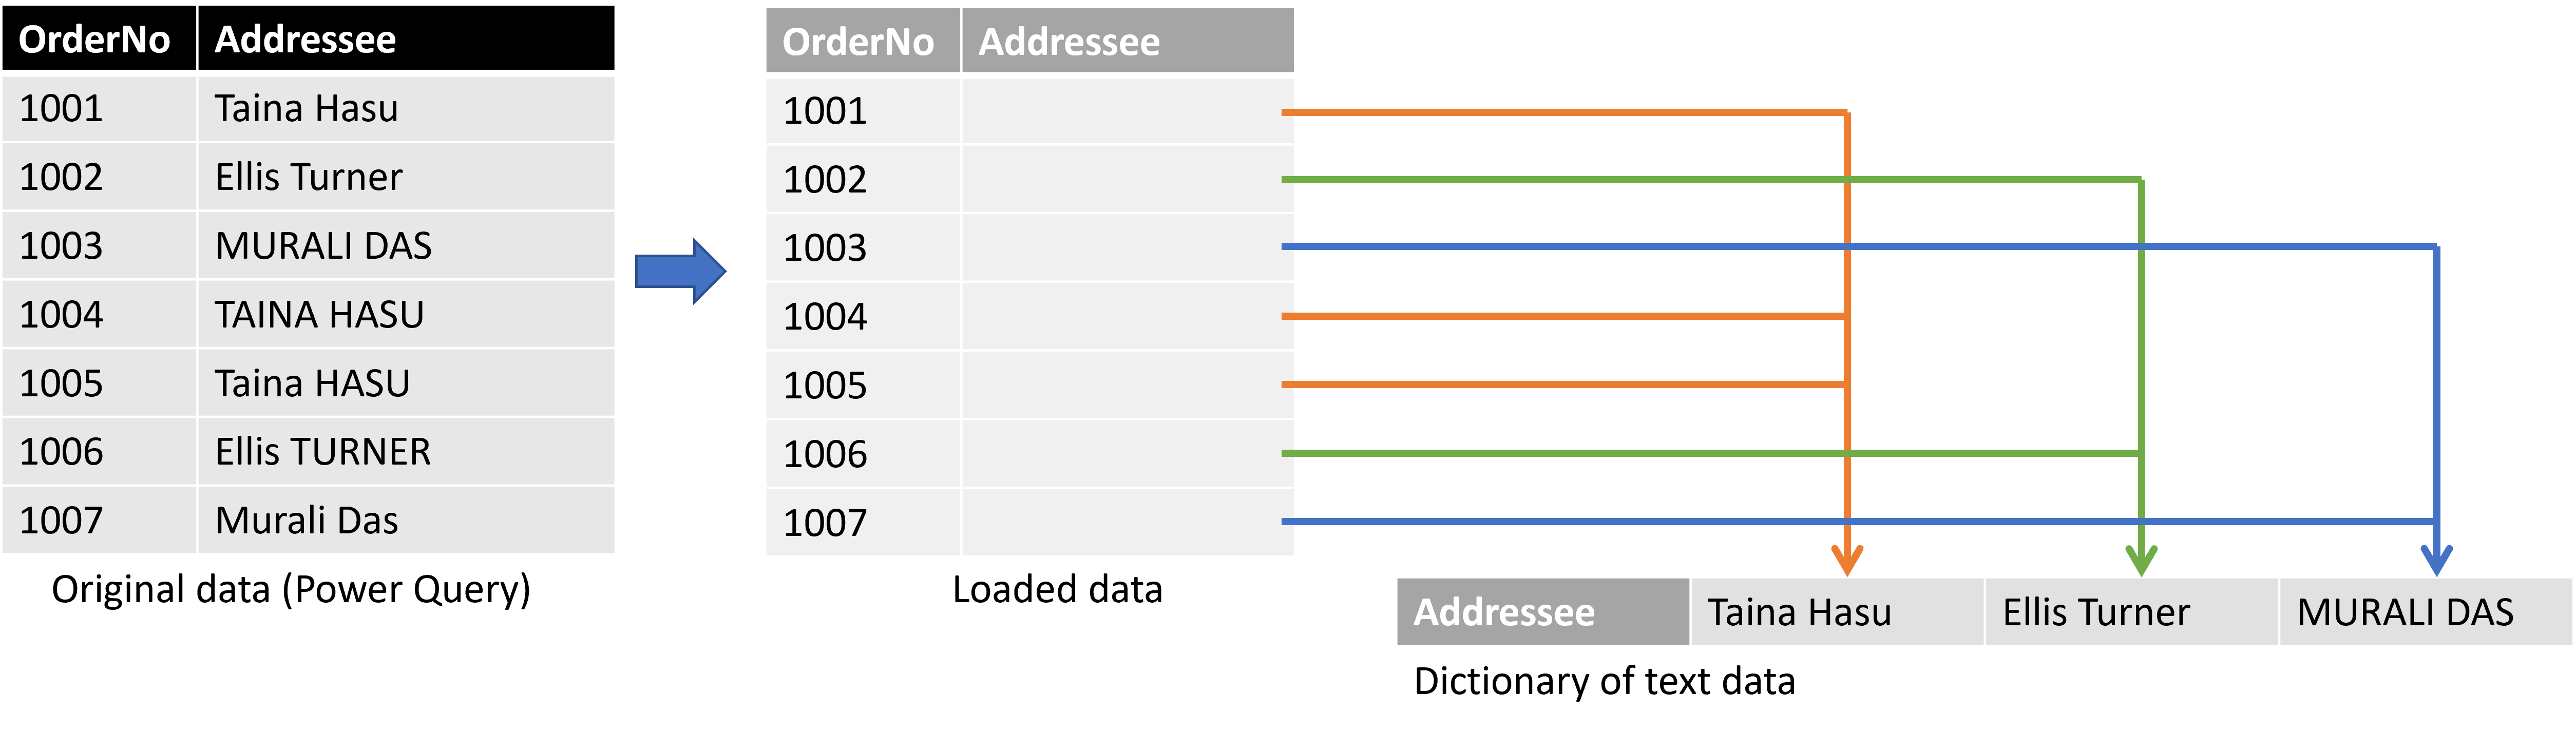 OrderNo Addressee
1001 Taina Hasu
1002 Ellis Turner
1003 MURALI DAS
1004 TAINA HASU
1005 Taina HASU
1006 Ellis TURNER
1007 Murali Das
Original data (Power Query)
OrderNo Addressee
1001
1002
1003
1004
1005
1006
1007
Loaded data
Addressee Taina Hasu Ellis Turner MURALI DAS
Dictionary of text data